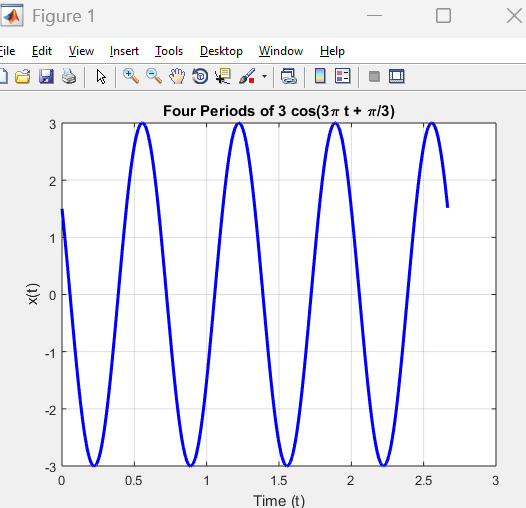 Figure 1
File Edit View Insert Tools Desktop Window Help
Four Periods of 3 cos(3π t + π/3)
3
2
1
0
-1
-2
-3
x(t)
0 0.5 1 1.5 2 2.5 3
Time (t)